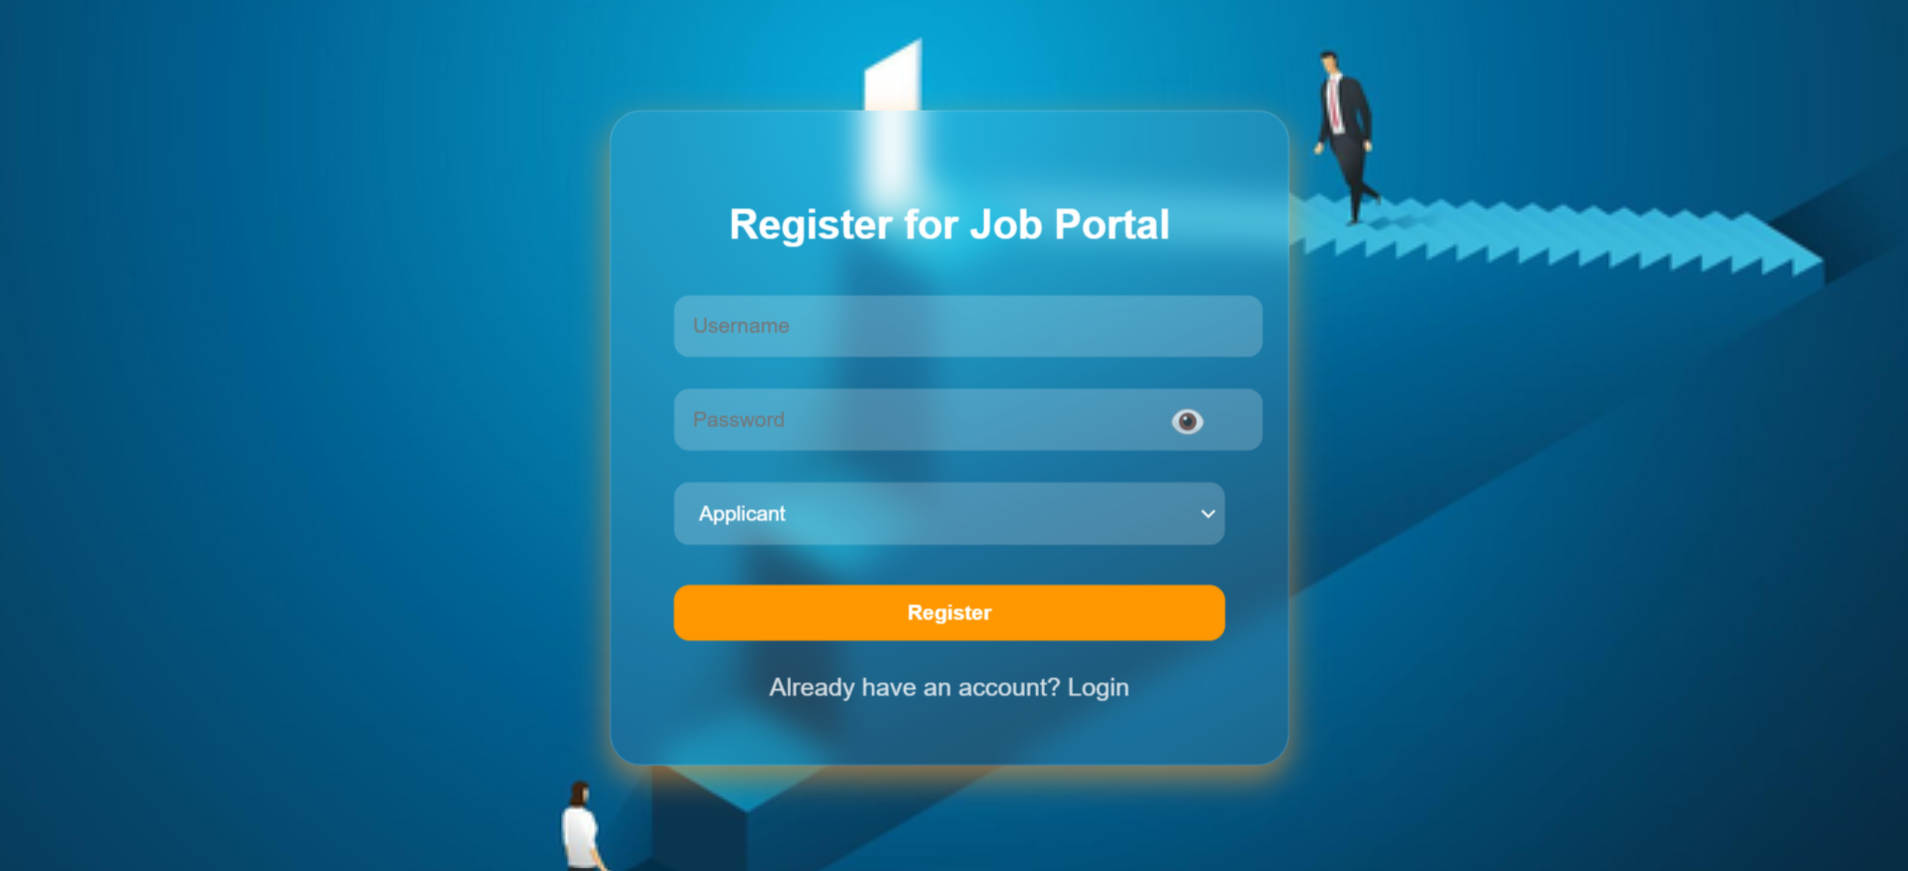 Register for Job Portal
Username
Password
Applicant
Register
Already have an account? Login